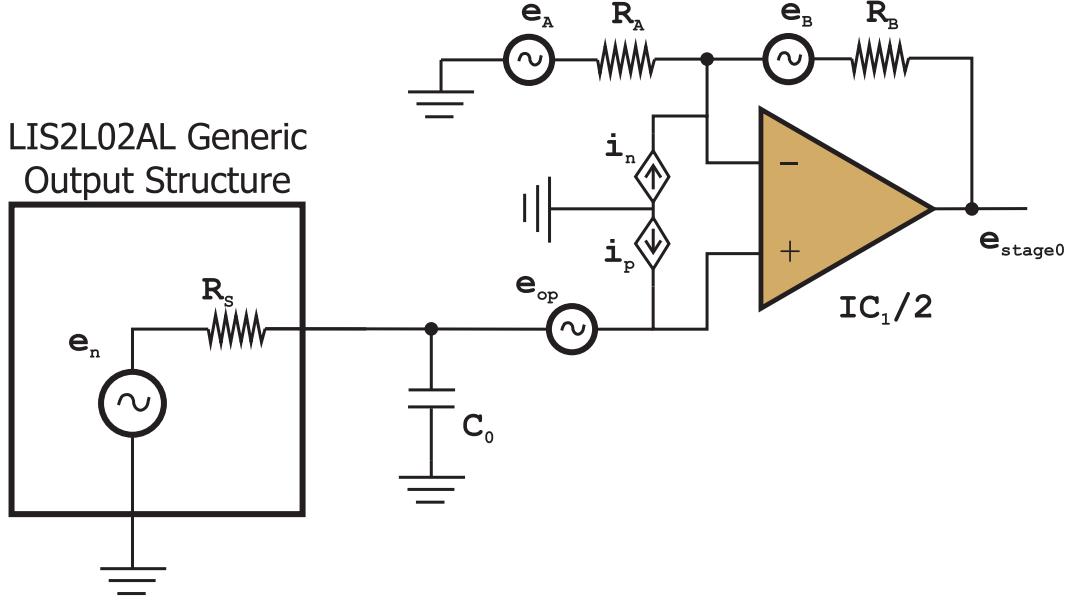 e_A
R_A
e_B
R_B
LIS2L02AL Generic
Output Structure
i_n
−
i_p
+
e_stage0
e_op
R_S
IC_1/2
e_n
C_0